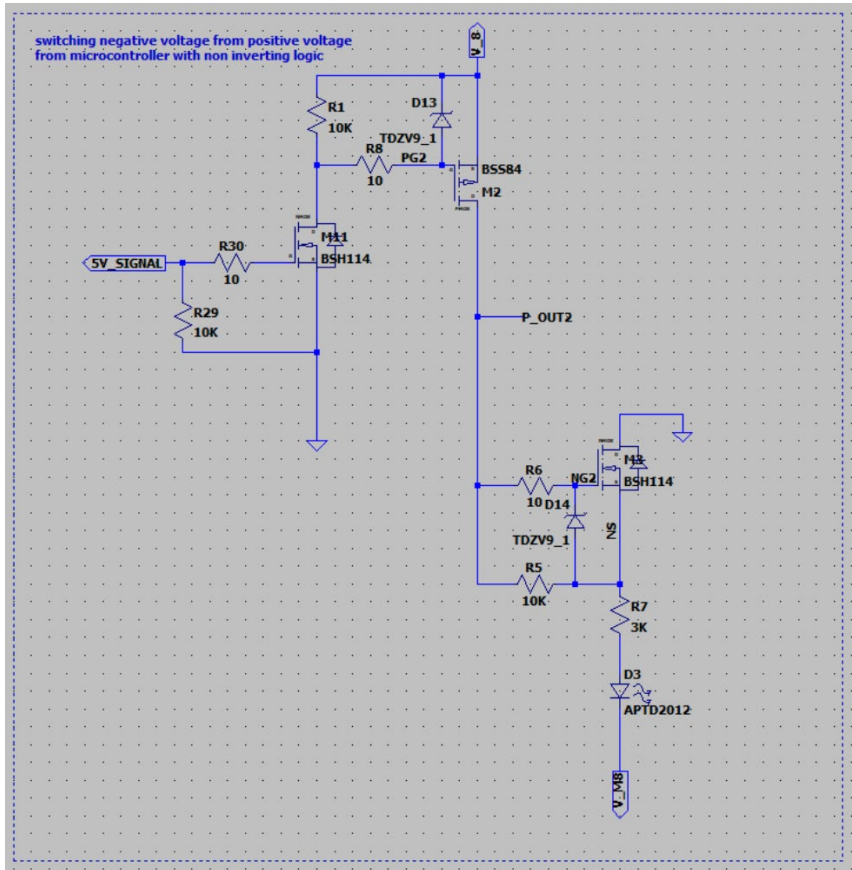 switching negative voltage from positive voltage
from microcontroller with non inverting logic
V_8
R1
10K
D13
TDZV9_1
R8
10
PG2
BSS84
M2
M11
BSH114
5V_SIGNAL
R30
10
R29
10K
P_OUT2
R6
10
D14
TDZV9_1
NG2
BSH114
NS
R5
10K
R7
3K
D3
APTD2012
V_M8